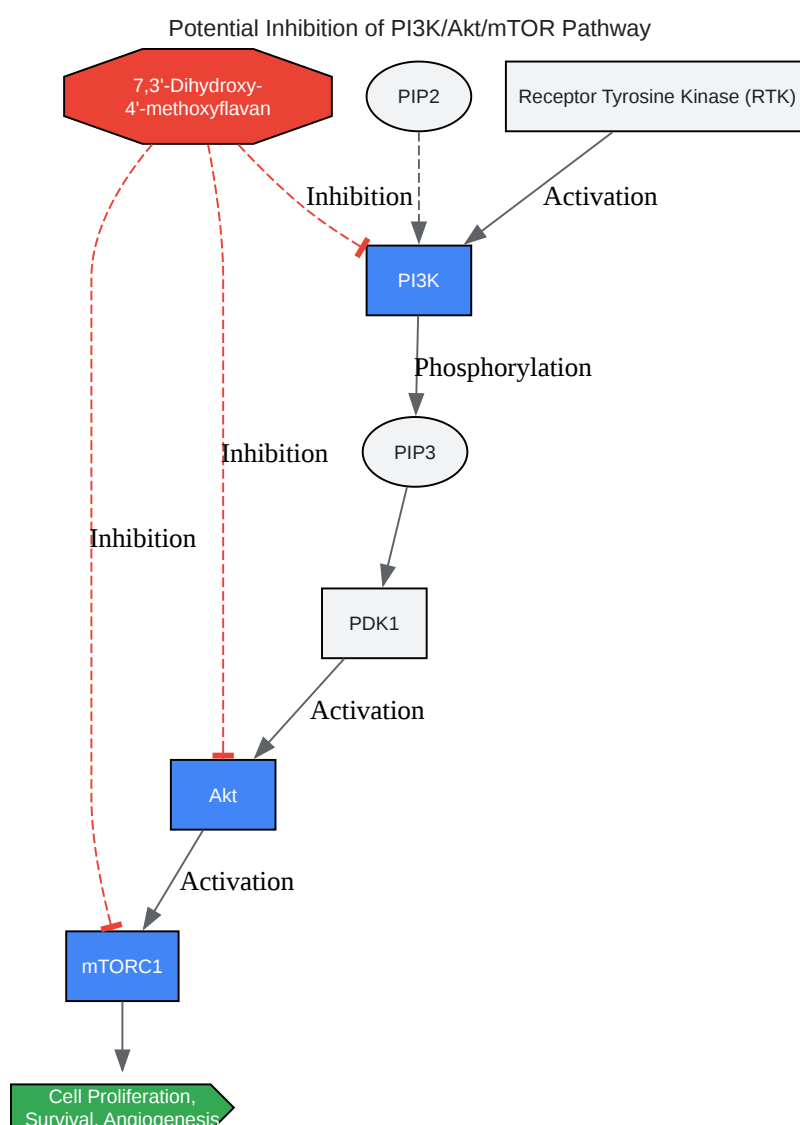 Potential Inhibition of PI3K/Akt/mTOR Pathway
7,3'-Dihydroxy-
4'-methoxyflavan
PIP2
Receptor Tyrosine Kinase (RTK)
Inhibition
Activation
PI3K
Phosphorylation
PIP3
Inhibition
Inhibition
PDK1
Activation
Akt
Activation
mTORC1
Cell Proliferation,
Survival, Angiogenesis